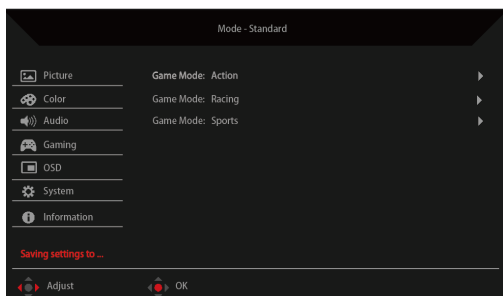 Mode - Standard
Picture
Game Mode: Action
Color
Game Mode: Racing
Audio
Game Mode: Sports
Gaming
OSD
System
Information
Saving settings to ...
Adjust
OK